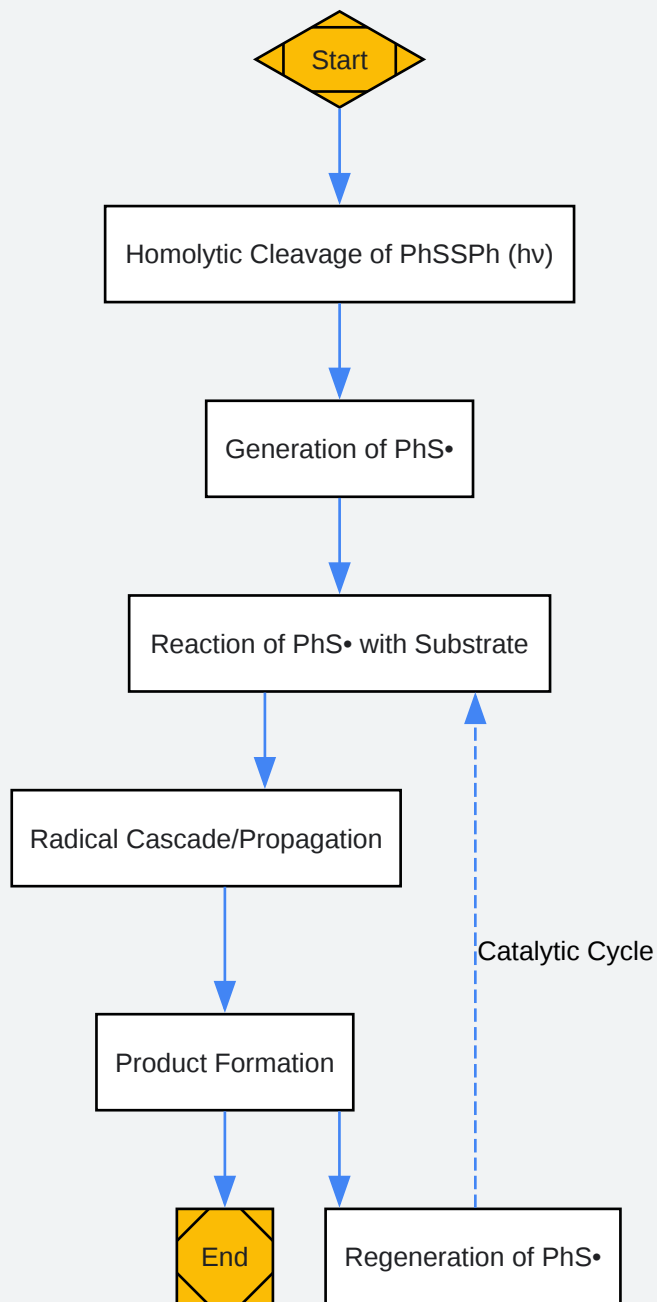 Start
Homolytic Cleavage of PhSSPh (hν)
Generation of PhS•
Reaction of PhS• with Substrate
Radical Cascade/Propagation
Catalytic Cycle
Product Formation
End
Regeneration of PhS•